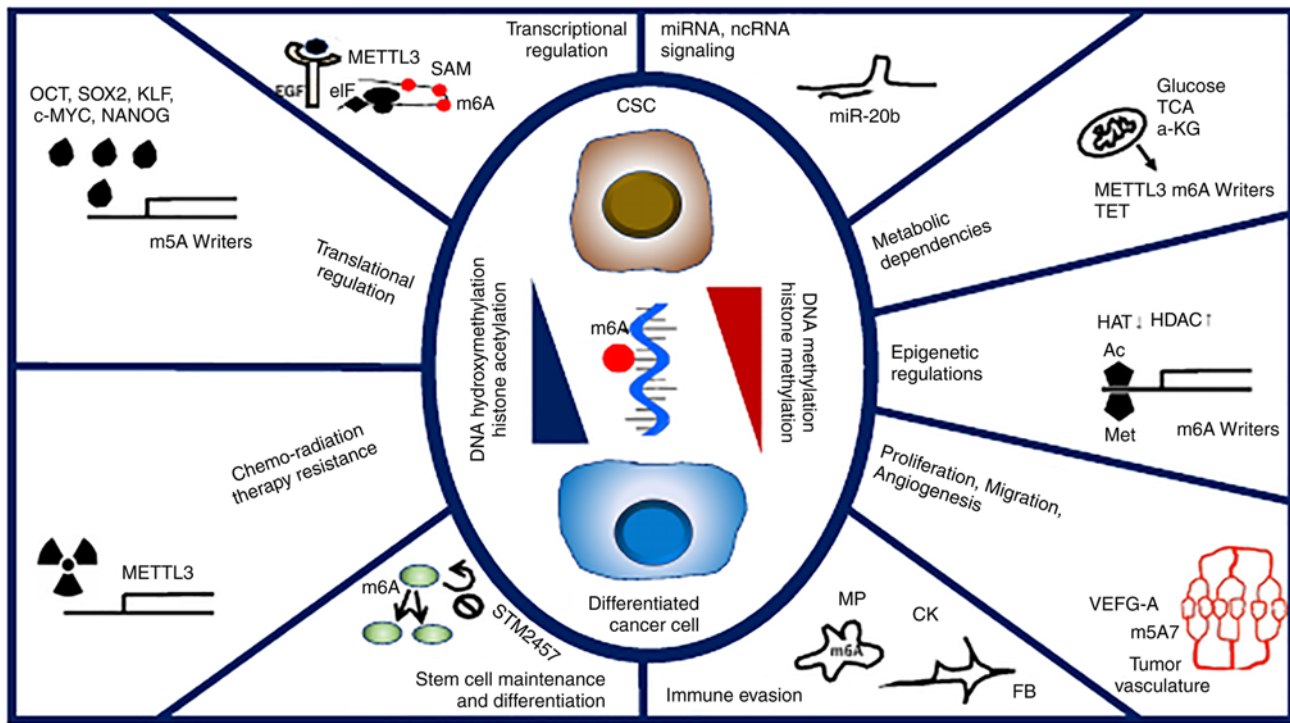 Transcriptional
regulation
miRNA, ncRNA
signaling
METTL3
SAM
EGF
eIF
m6A
OCT, SOX2, KLF,
c-MYC, NANOG
m5A Writers
Translational
regulation
miR-20b
Glucose
TCA
a-KG
METTL3 m6A Writers
TET
Metabolic
dependencies
CSC
DNA hydroxymethylation
histone acetylation
m6A
DNA methylation
histone methylation
Differentiated
cancer cell
HAT↓ HDAC↑
Ac
Met
m6A Writers
Epigenetic
regulations
Proliferation, Migration,
Angiogenesis
VEFG-A
m5A7
Tumor
vasculature
Chemo-radiation
therapy resistance
METTL3
m6A
STM2457
Stem cell maintenance
and differentiation
Immune evasion
MP
m6A
CK
FB